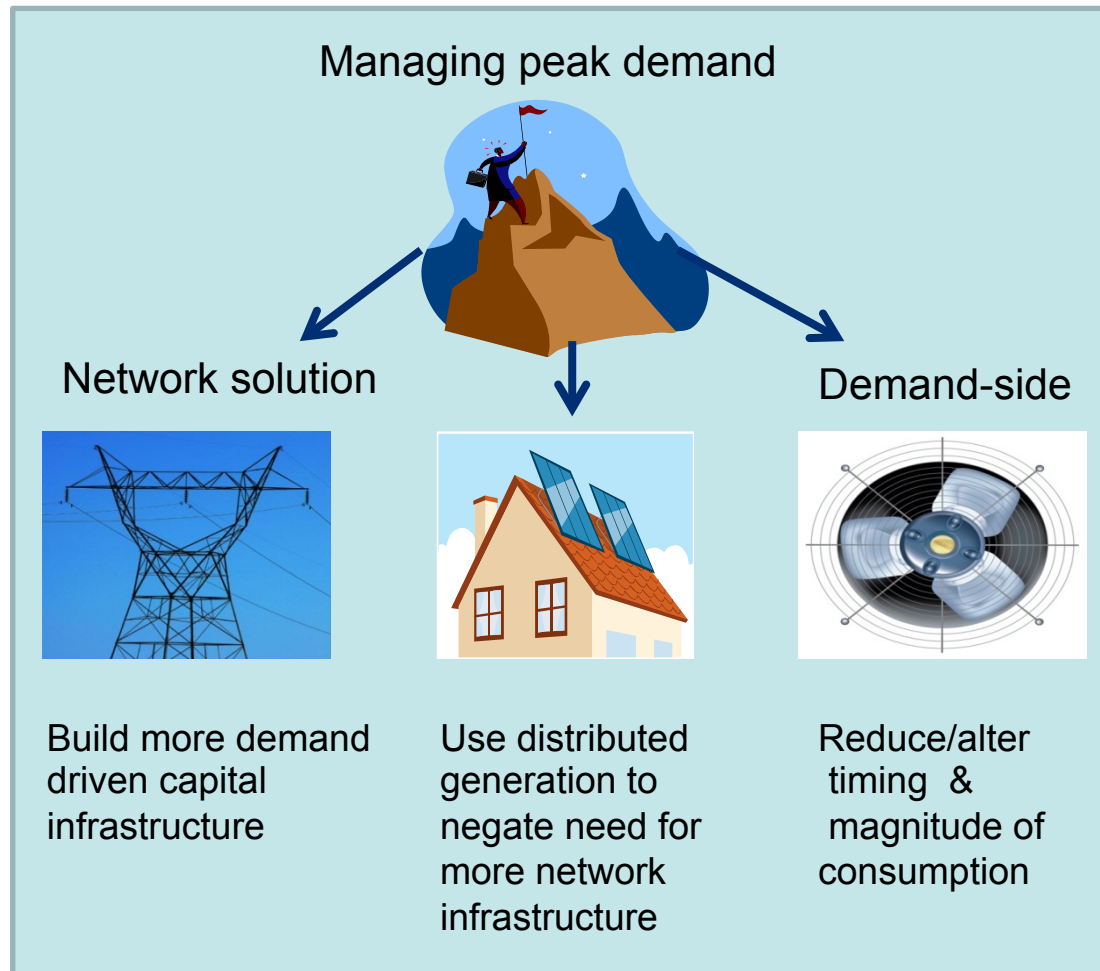 Managing peak demand
Network solution
Demand-side
Build more demand
driven capital
infrastructure
Use distributed
generation to
negate need for
more network
infrastructure
Reduce/alter
timing & 
magnitude of
consumption